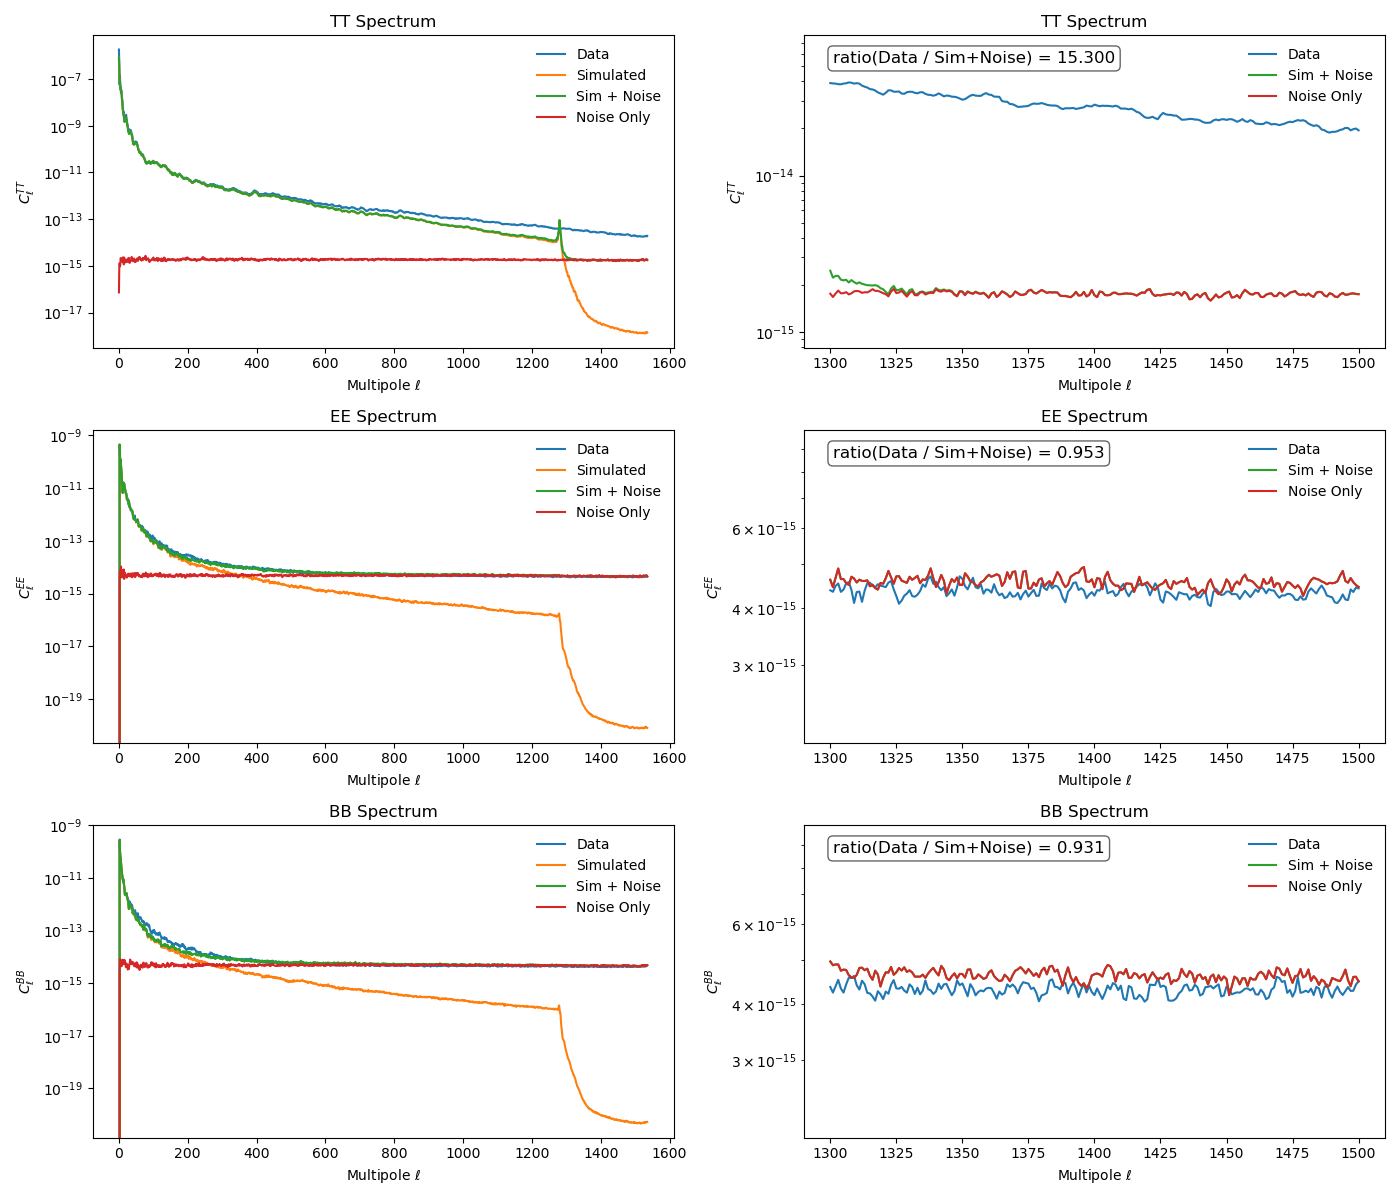 TT Spectrum
Data
Simulated
Sim + Noise
Noise Only
10^{-7}
10^{-9}
10^{-11}
10^{-13}
10^{-15}
10^{-17}
C_ℓ^{TT}
0 200 400 600 800 1000 1200 1400 1600
Multipole ℓ
TT Spectrum
ratio(Data / Sim+Noise) = 15.300
Data
Sim + Noise
Noise Only
10^{-14}
10^{-15}
C_ℓ^{TT}
1300 1325 1350 1375 1400 1425 1450 1475 1500
Multipole ℓ
EE Spectrum
Data
Simulated
Sim + Noise
Noise Only
10^{-9}
10^{-11}
10^{-13}
10^{-15}
10^{-17}
10^{-19}
C_ℓ^{EE}
0 200 400 600 800 1000 1200 1400 1600
Multipole ℓ
EE Spectrum
ratio(Data / Sim+Noise) = 0.953
Data
Sim + Noise
Noise Only
6 × 10^{-15}
4 × 10^{-15}
3 × 10^{-15}
C_ℓ^{EE}
1300 1325 1350 1375 1400 1425 1450 1475 1500
Multipole ℓ
BB Spectrum
Data
Simulated
Sim + Noise
Noise Only
10^{-9}
10^{-11}
10^{-13}
10^{-15}
10^{-17}
10^{-19}
C_ℓ^{BB}
0 200 400 600 800 1000 1200 1400 1600
Multipole ℓ
BB Spectrum
ratio(Data / Sim+Noise) = 0.931
Data
Sim + Noise
Noise Only
6 × 10^{-15}
4 × 10^{-15}
3 × 10^{-15}
C_ℓ^{BB}
1300 1325 1350 1375 1400 1425 1450 1475 1500
Multipole ℓ